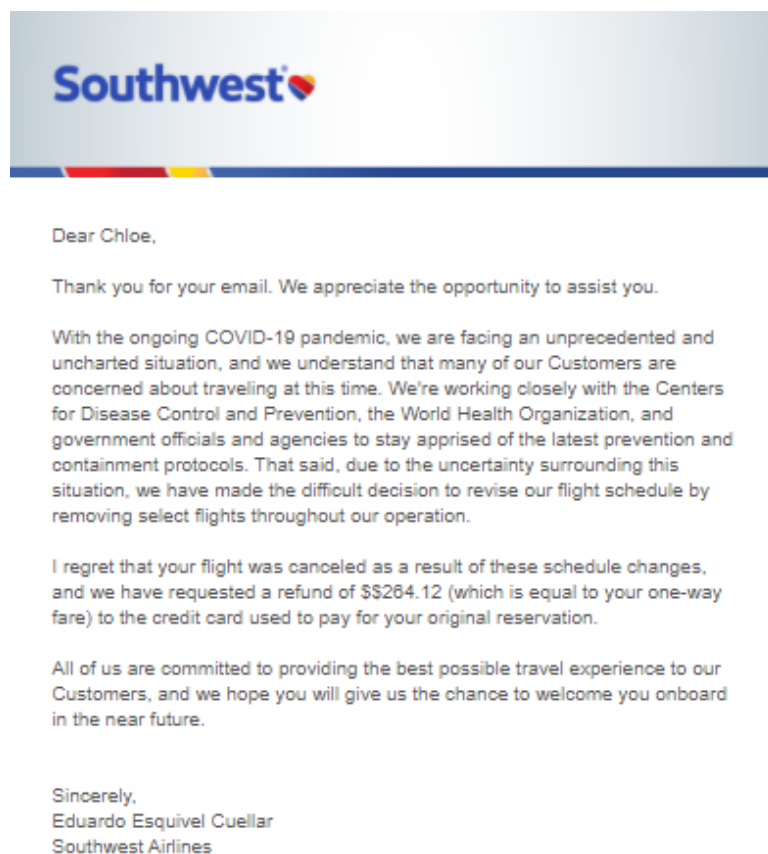 Southwest
Dear Chloe,
Thank you for your email. We appreciate the opportunity to assist you.
With the ongoing COVID-19 pandemic, we are facing an unprecedented and
uncharted situation, and we understand that many of our Customers are
concerned about traveling at this time. We're working closely with the Centers
for Disease Control and Prevention, the World Health Organization, and
government officials and agencies to stay apprised of the latest prevention and
containment protocols. That said, due to the uncertainty surrounding this
situation, we have made the difficult decision to revise our flight schedule by
removing select flights throughout our operation.
I regret that your flight was canceled as a result of these schedule changes,
and we have requested a refund of $$264.12 (which is equal to your one-way
fare) to the credit card used to pay for your original reservation.
All of us are committed to providing the best possible travel experience to our
Customers, and we hope you will give us the chance to welcome you onboard
in the near future.
Sincerely,
Eduardo Esquivel Cuellar
Southwest Airlines